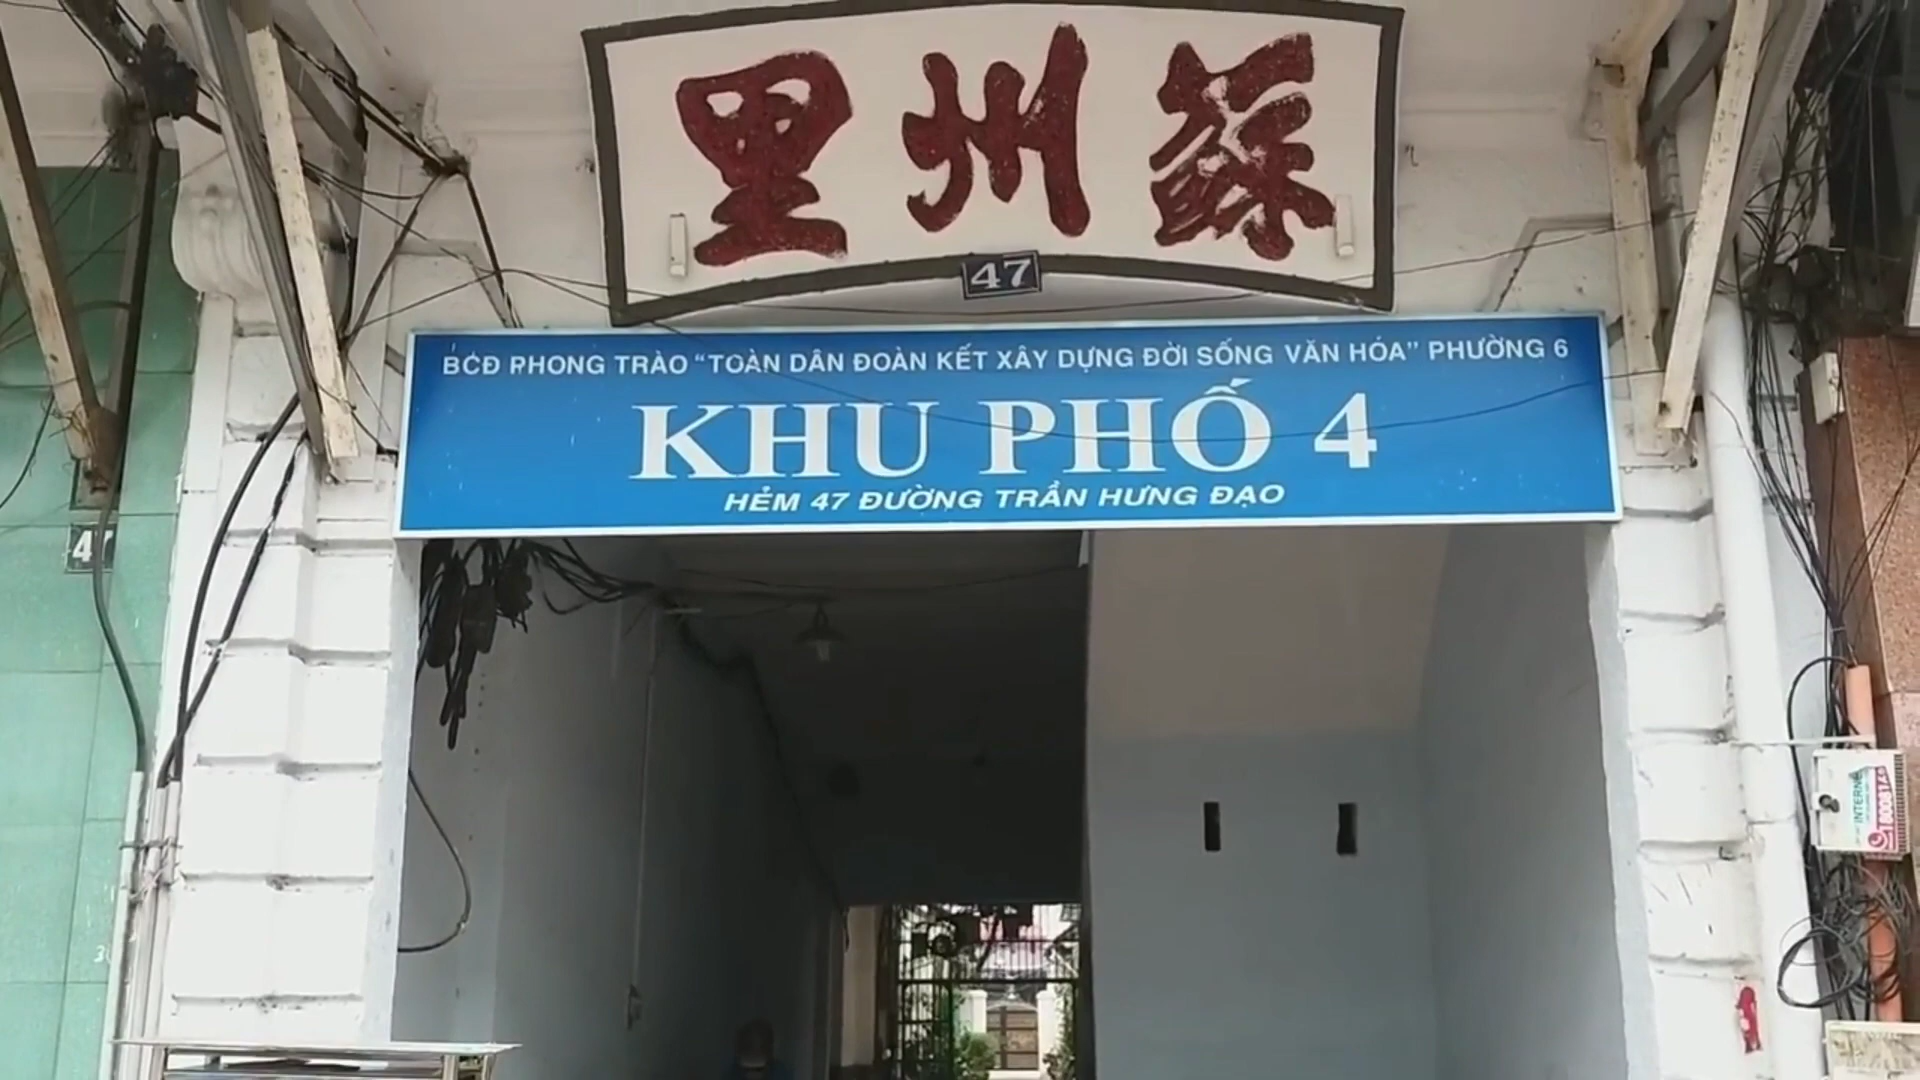 蘇州里
47
BCĐ PHONG TRÀO “TOÀN DÂN ĐOÀN KẾT XÂY DỰNG ĐỜI SỐNG VĂN HÓA” PHƯỜNG 6
KHU PHỐ 4
HẺM 47 ĐƯỜNG TRẦN HƯNG ĐẠO